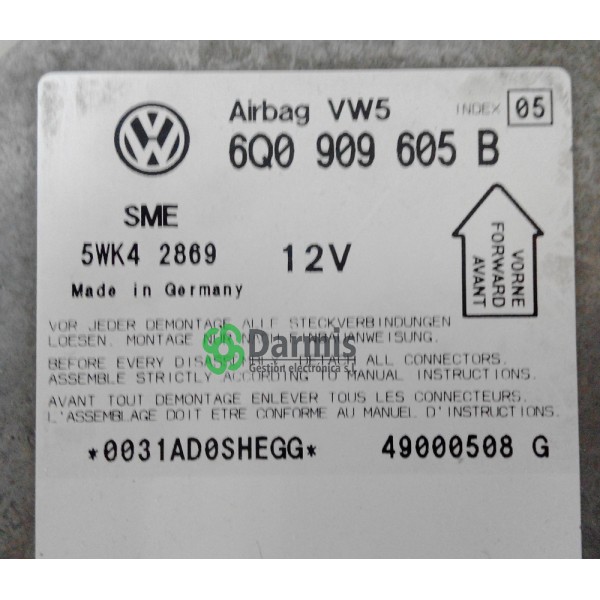 Airbag VW5 INDEX 05
6Q0 909 605 B
SME
5WK4 2869 12V
Made in Germany
VORNE
FORWARD
AVANT
VOR JEDER DEMONTAGE ALLE STECKVERBINDUNGEN
LOESEN. MONTAGE NUR
BEFORE EVERY ALL CONNECTORS.
ASSEMBLE STRICTLY ACCORDING TO MANUAL INSTRUCTIONS.
AVANT TOUT DEMONTAGE ENLEVER TOUS LES CONNECTEURS.
L'ASSEMBLAGE DOIT ETRE CONFORME AU MANUEL D'INSTRUCTIONS.
Darmis
Gestión electrónica s.l.
*0031AD0SHEGG* 49000508 G